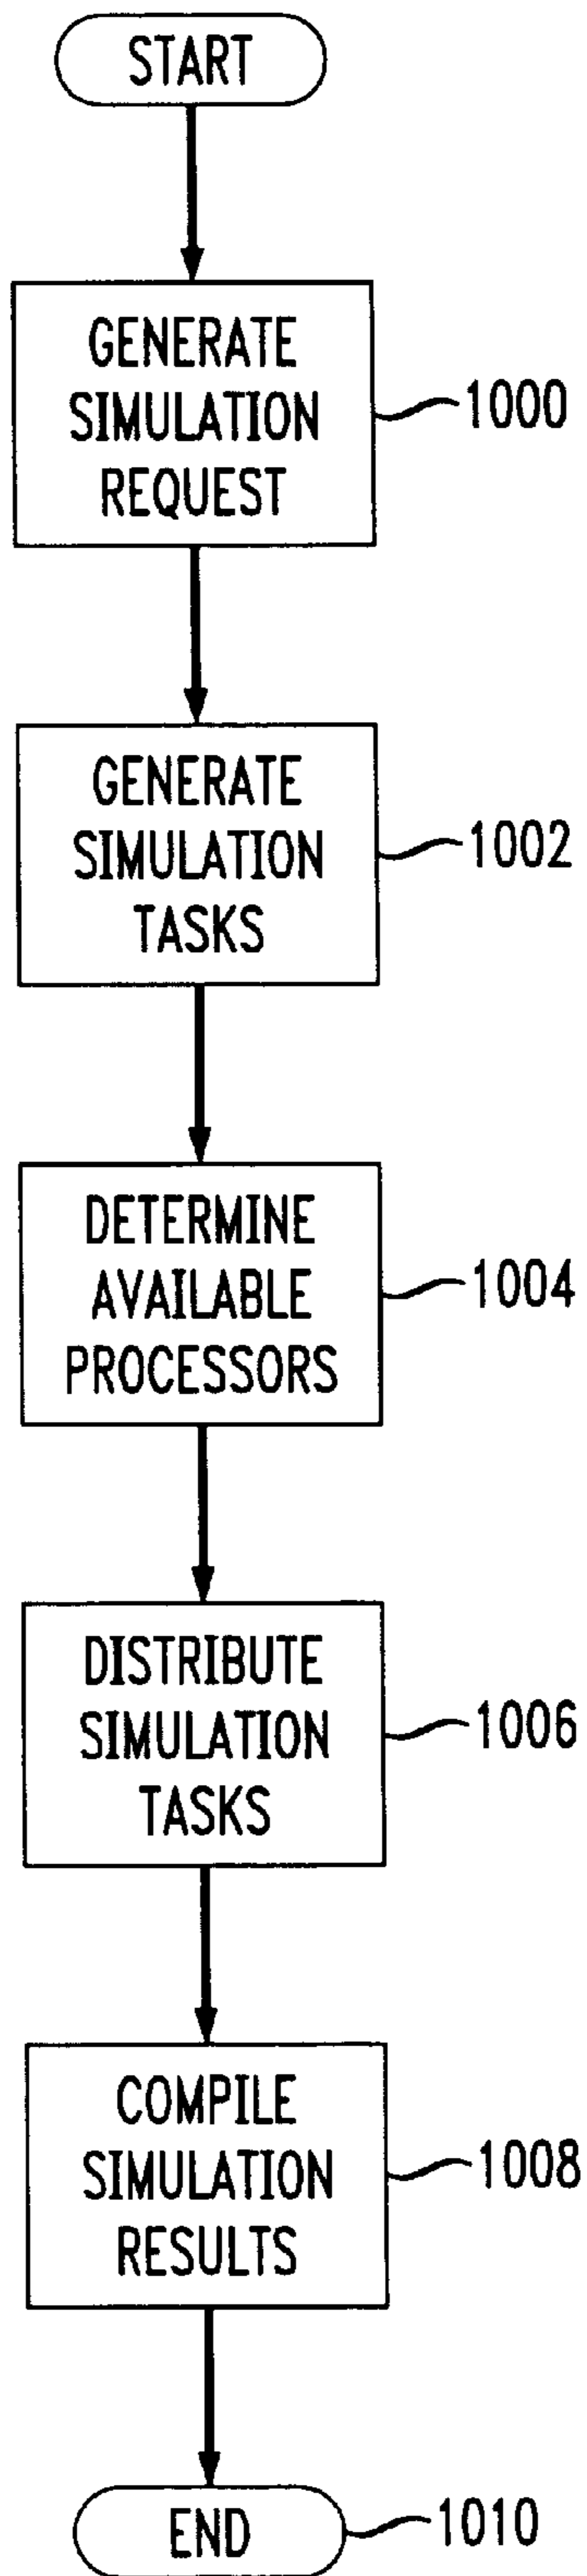 START
GENERATE
SIMULATION
REQUEST
1000
GENERATE
SIMULATION
TASKS
1002
DETERMINE
AVAILABLE
PROCESSORS
1004
DISTRIBUTE
SIMULATION
TASKS
1006
COMPILE
SIMULATION
RESULTS
1008
END
1010